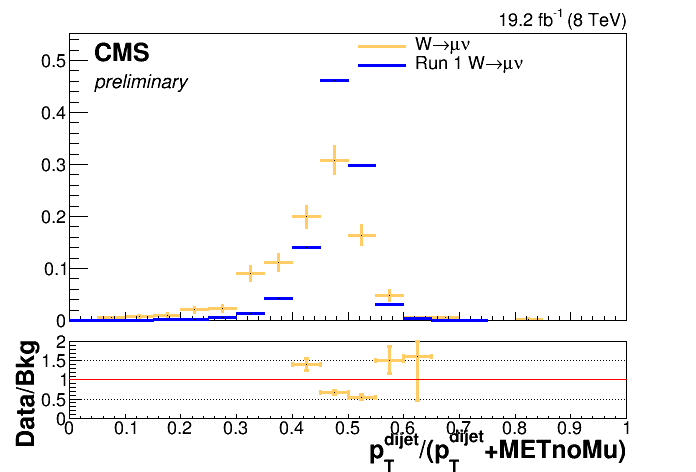 19.2 fb⁻¹ (8 TeV)
CMS
preliminary
W→μν
Run 1 W→μν
0.5
0.4
0.3
0.2
0.1
0
Data/Bkg
2
1.5
1
0.5
0
0 0.1 0.2 0.3 0.4 0.5 0.6 0.7 0.8 0.9 1
p_T^dijet/(p_T^dijet+METnoMu)